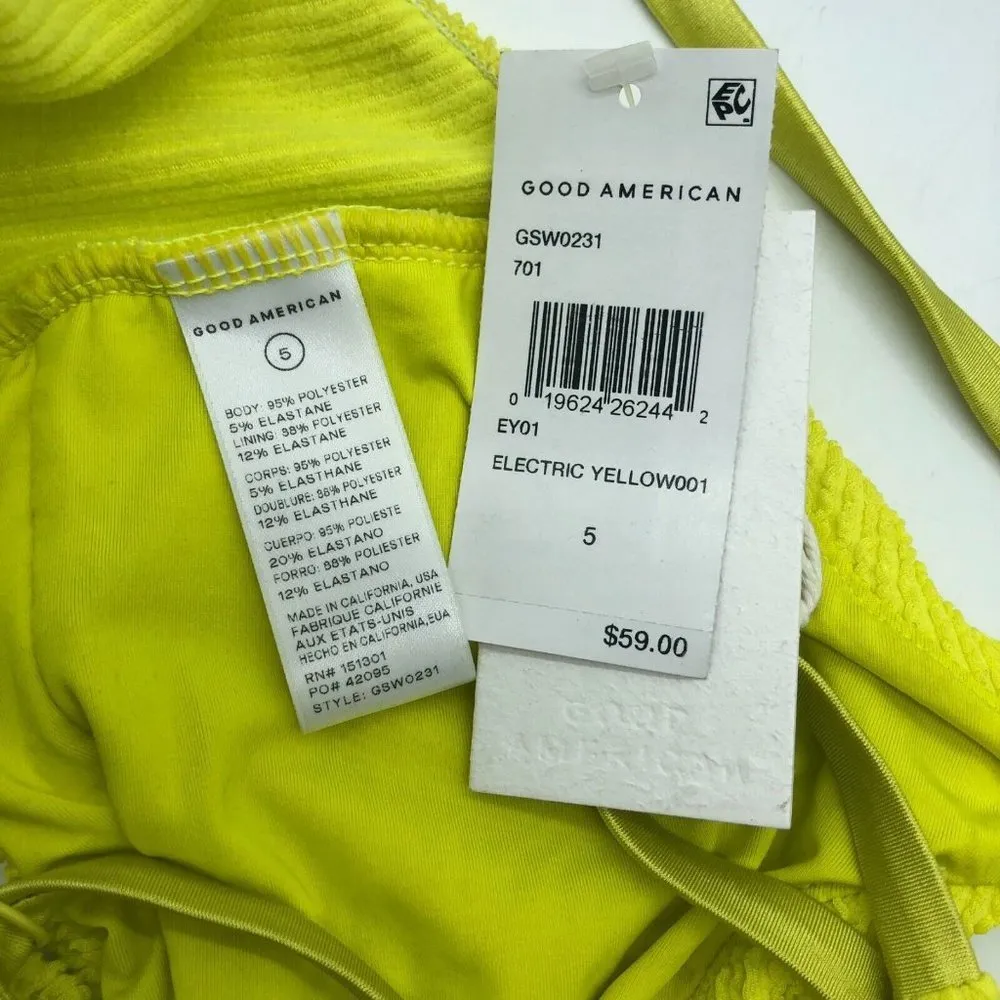 GOOD AMERICAN
5
BODY: 95% POLYESTER
5% ELASTANE
LINING: 88% POLYESTER
12% ELASTANE
CORPS: 95% POLYESTER
5% ELASTHANE
DOUBLURE: 88% POLYESTER
12% ELASTHANE
CUERPO: 95% POLIESTE
20% ELASTANO
FORRO: 88% POLIESTER
12% ELASTANO
MADE IN CALIFORNIA, USA
FABRIQUE CALIFORNIE
AUX ETATS-UNIS
HECHO EN CALIFORNIA,EUA
RN# 151301
PO# 42095
STYLE: GSW0231
EPC
GOOD AMERICAN
GSW0231
701
0 19624 26244 2
EY01
ELECTRIC YELLOW001
5
$59.00
GOOD
AMERICAN